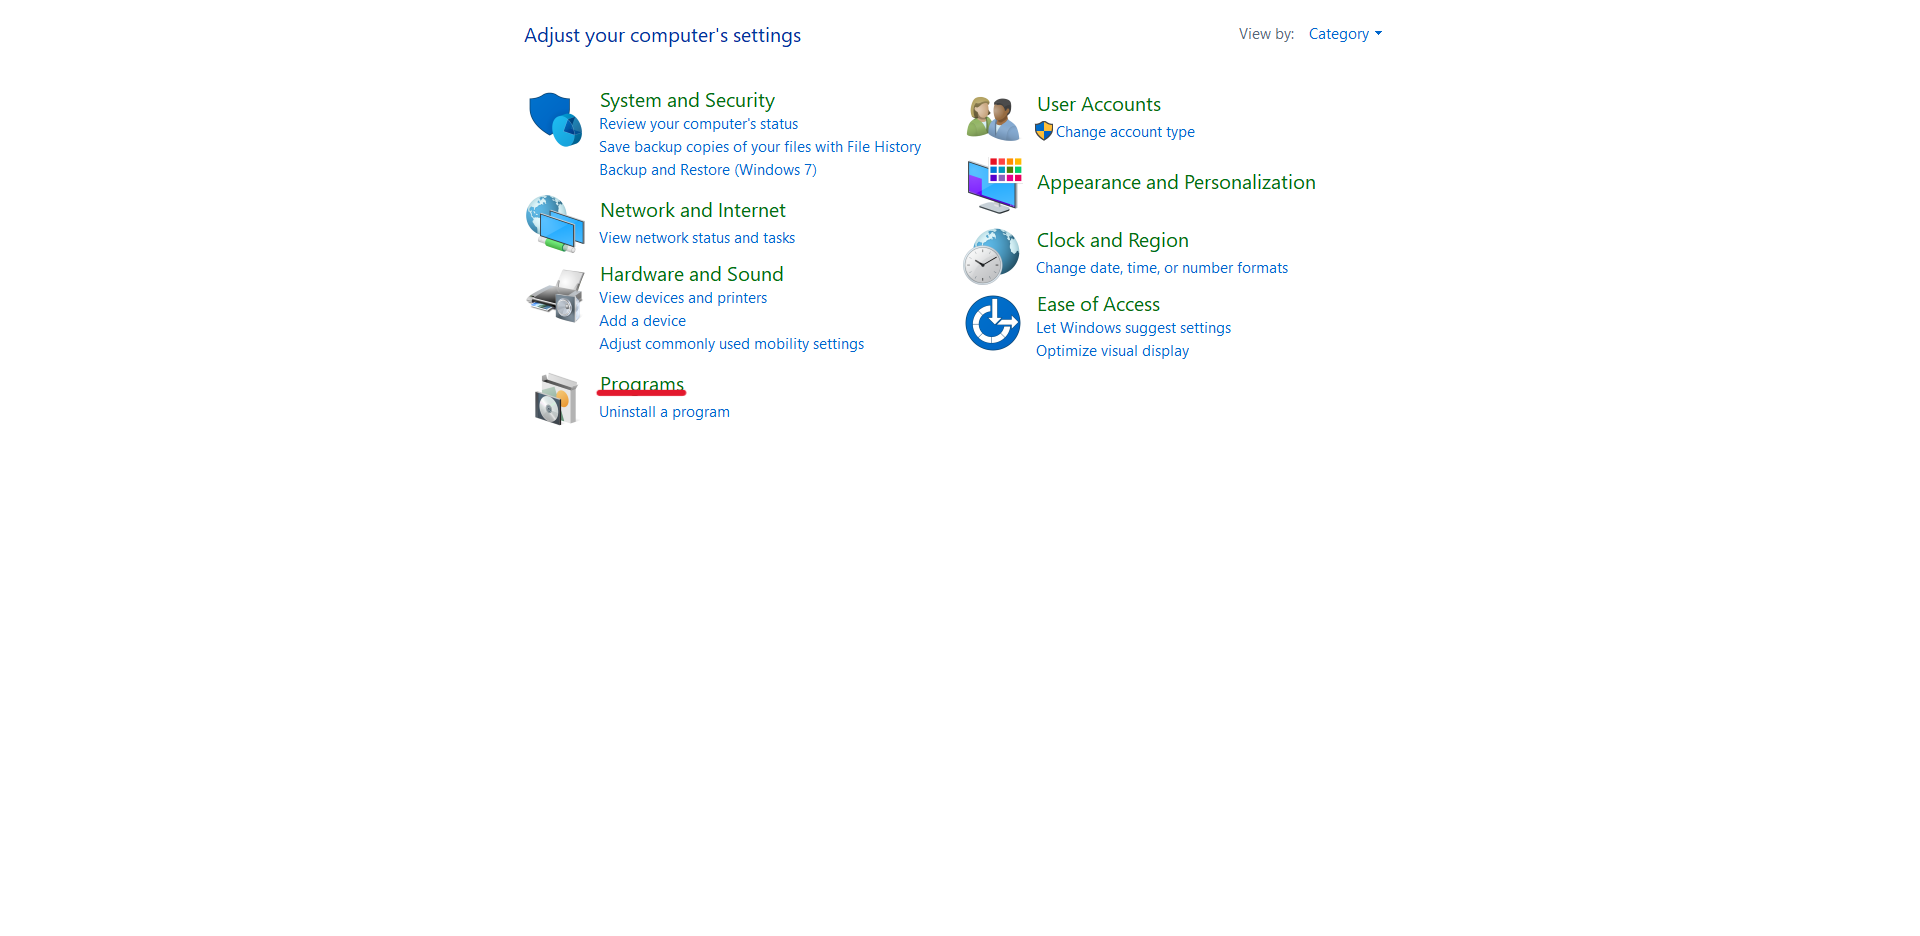 Adjust your computer's settings
View by: Category
System and Security
Review your computer's status
Save backup copies of your files with File History
Backup and Restore (Windows 7)
Network and Internet
View network status and tasks
Hardware and Sound
View devices and printers
Add a device
Adjust commonly used mobility settings
Programs
Uninstall a program
User Accounts
Change account type
Appearance and Personalization
Clock and Region
Change date, time, or number formats
Ease of Access
Let Windows suggest settings
Optimize visual display